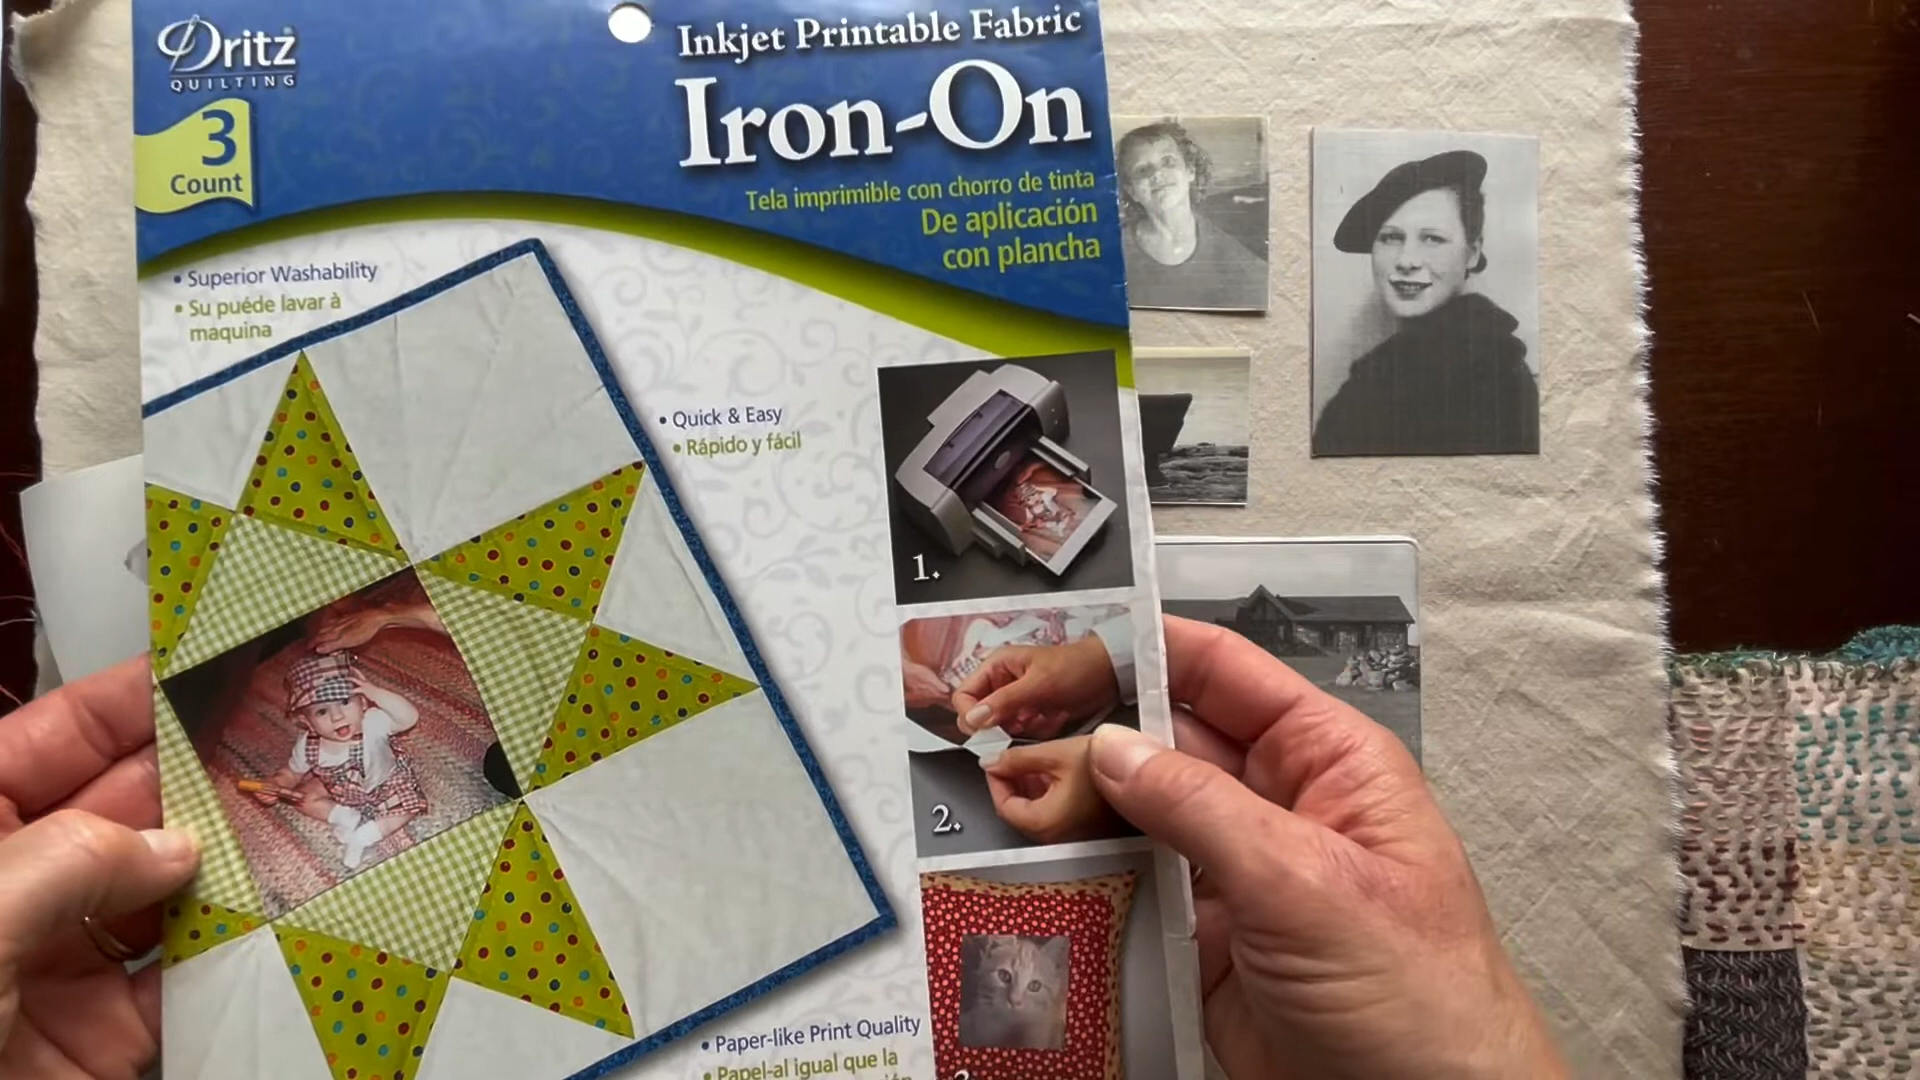 Dritz
QUILTING
3
Count
Inkjet Printable Fabric
Iron-On
Tela imprimible con chorro de tinta
De aplicación
con plancha
• Superior Washability
• Su puéde lavar à
maquina
• Quick & Easy
• Rápido y fácil
1.
2.
• Paper-like Print Quality
• Papel-al igual que la